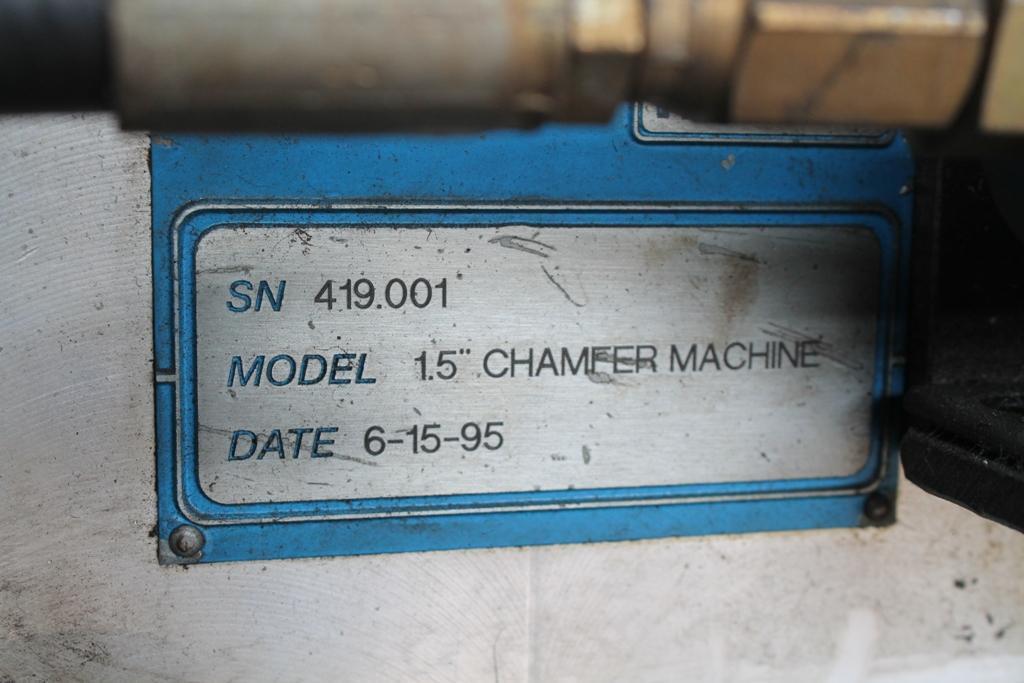 SN 419.001
MODEL 1.5" CHAMFER MACHINE
DATE 6-15-95